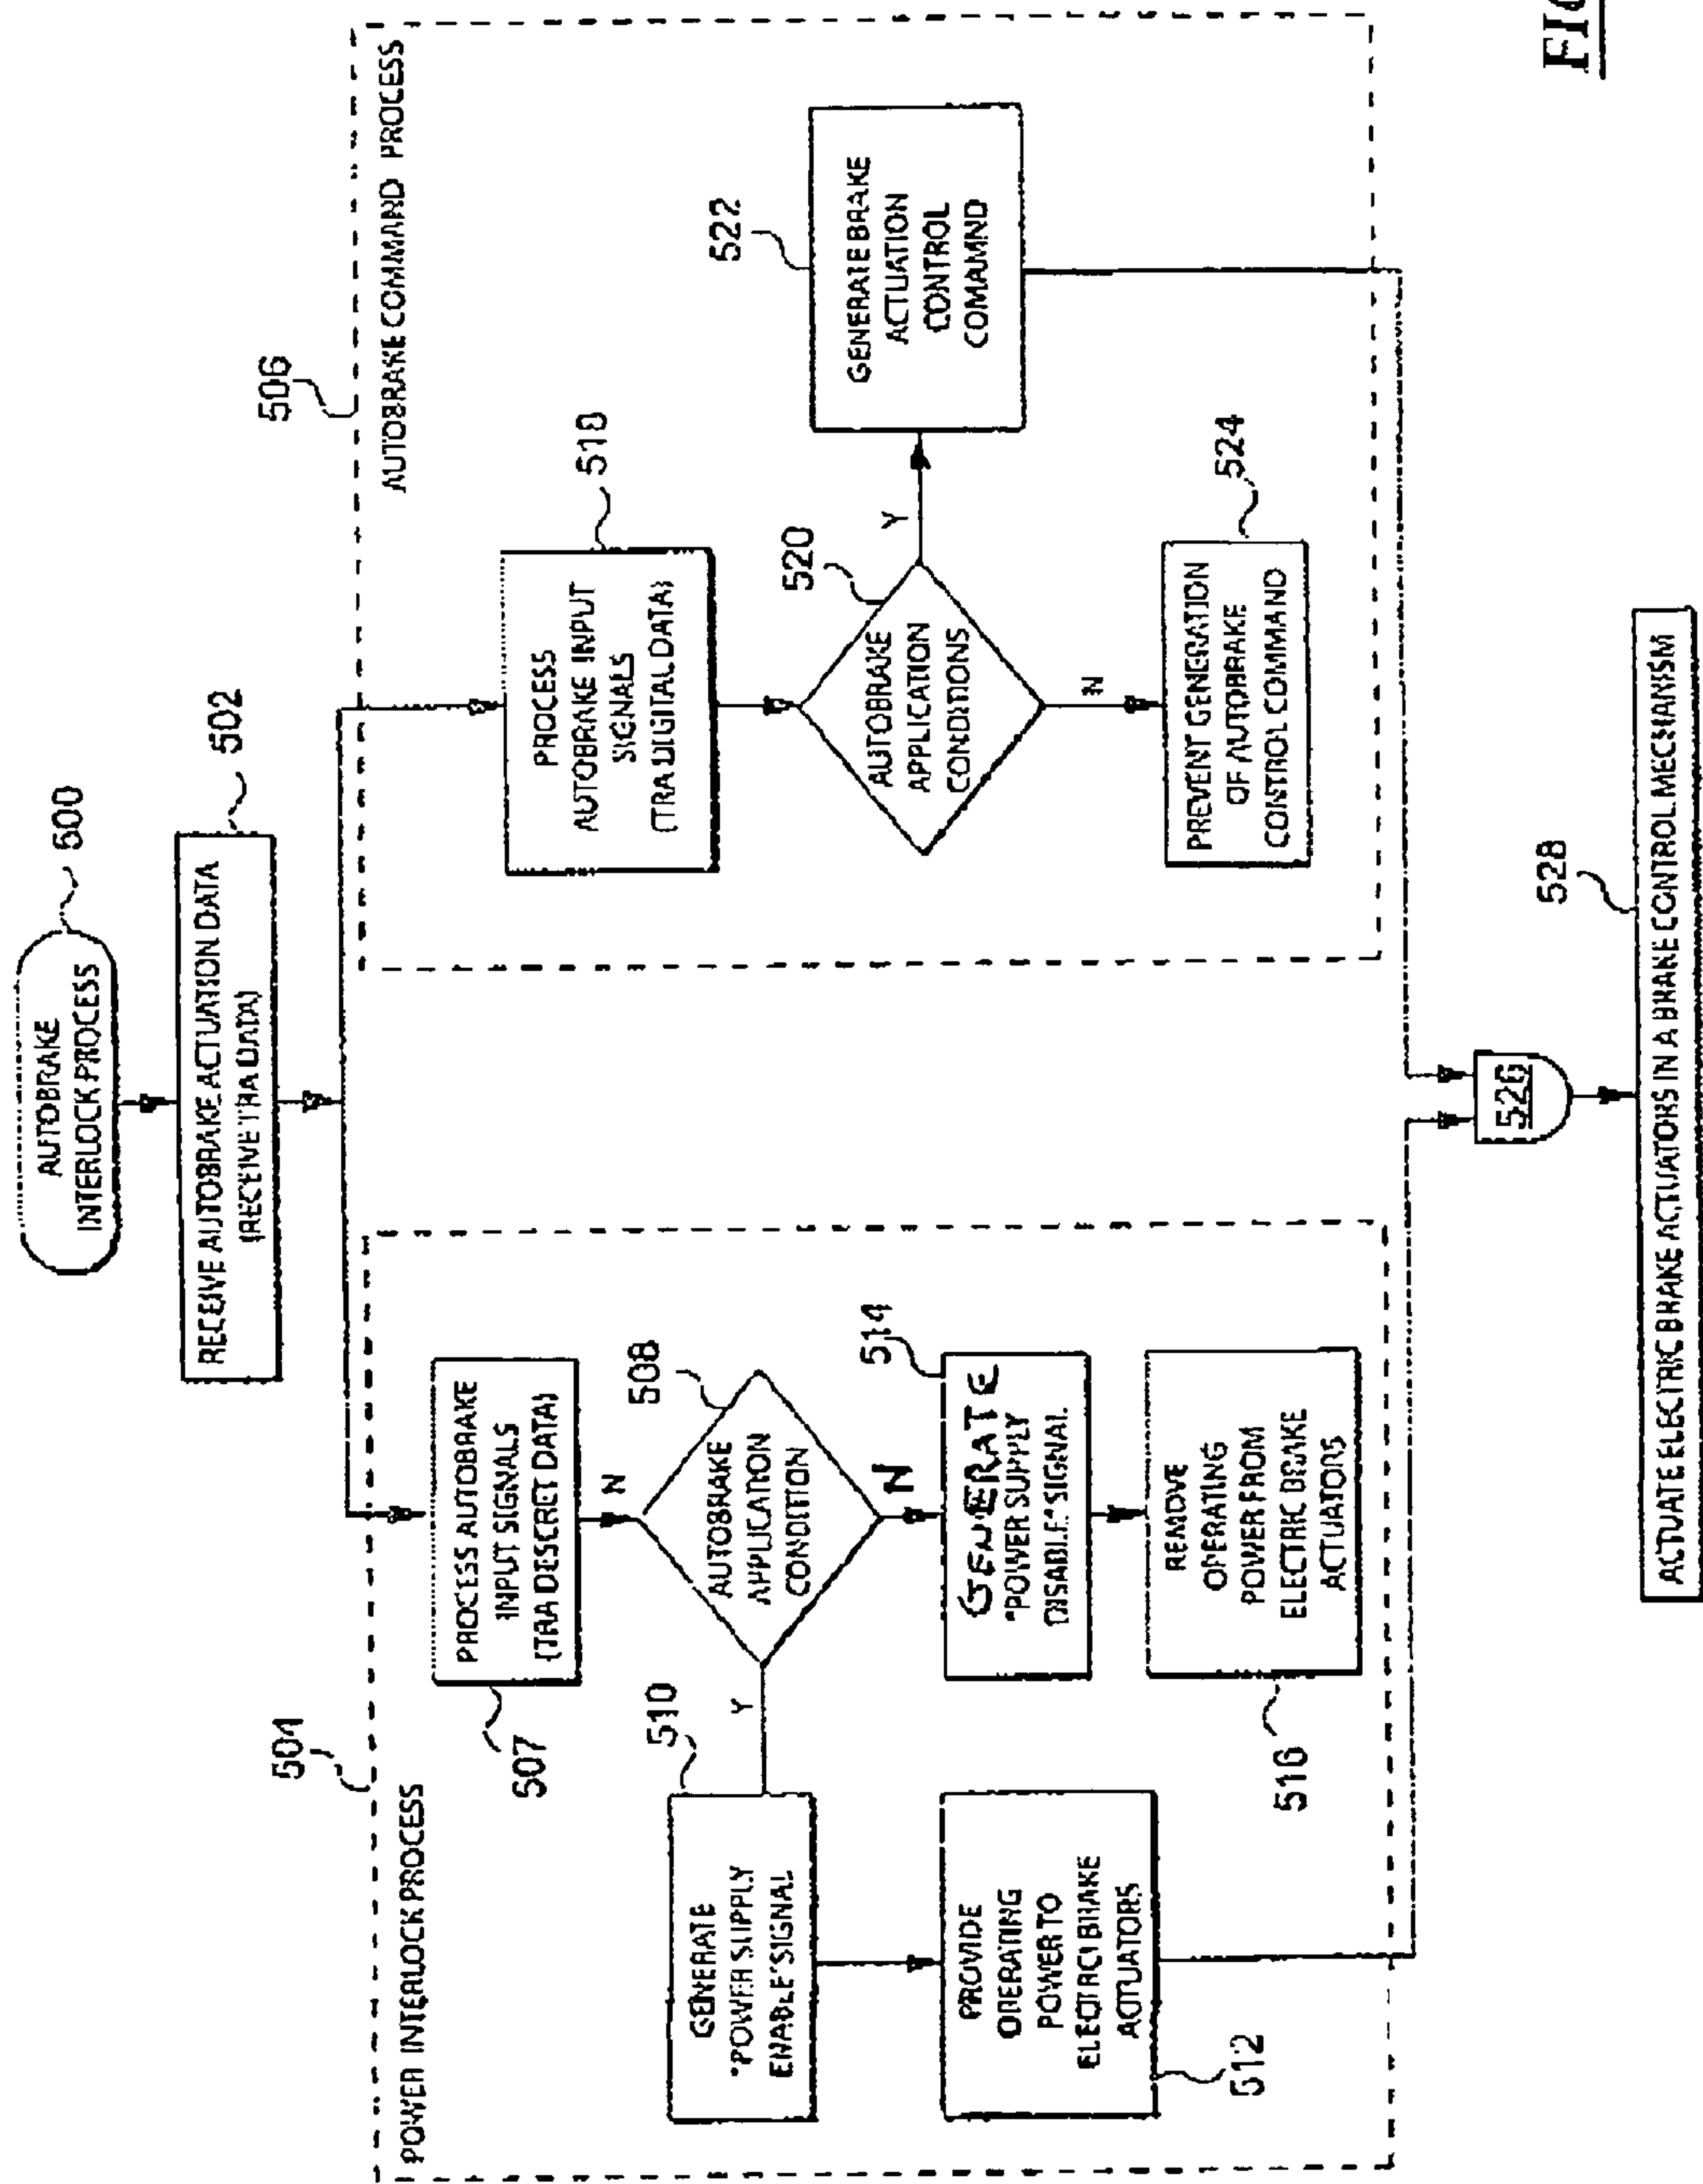 AUTOBRAKE
INTERLOCK PROCESS
500
RECEIVE AUTOBRAKE ACTUATION DATA
(RECEIVE TRA DATA)
502
504
POWER INTERLOCK PROCESS
PROCESS AUTOBRAKE
INPUT SIGNALS
(TRA DESCRET DATA)
507
N
AUTOBRAKE
APPLICATION
CONDITION
508
Y
N
GENERATE
"POWER SUPPLY
ENABLE" SIGNAL
510
PROVIDE
OPERATING
POWER TO
ELECTRCI BRAKE
ACTUATORS
512
GENERATE
"POWER SUPPLY
DISABLE" SIGNAL
514
REMOVE
OPERATING
POWER FROM
ELECTRIC BRAKE
ACTUATORS
516
506
AUTOBRAKE COMMAND PROCESS
PROCESS
AUTOBRAKE INPUT
SIGNALS
(TRA DIGITAL DATA)
518
AUTOBRAKE
APPLICATION
CONDITIONS
520
Y
N
GENERATE BRAKE
ACTUATION
CONTROL
COMAMND
522
PREVENT GENERATION
OF AUTOBRAKE
CONTROL COMMAND
524
526
528
ACTUATE ELECTRIC BRAKE ACTUATORS IN A BRAKE CONTROL MECHANISM